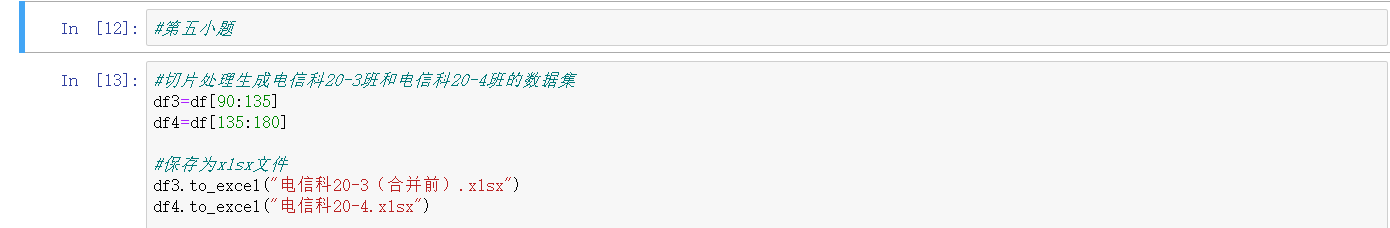 In [12]: #第五小题
In [13]: #切片处理生成电信科20-3班和电信科20-4班的数据集
df3=df[90:135]
df4=df[135:180]
#保存为xlsx文件
df3.to_excel("电信科20-3（合并前）.xlsx")
df4.to_excel("电信科20-4.xlsx")